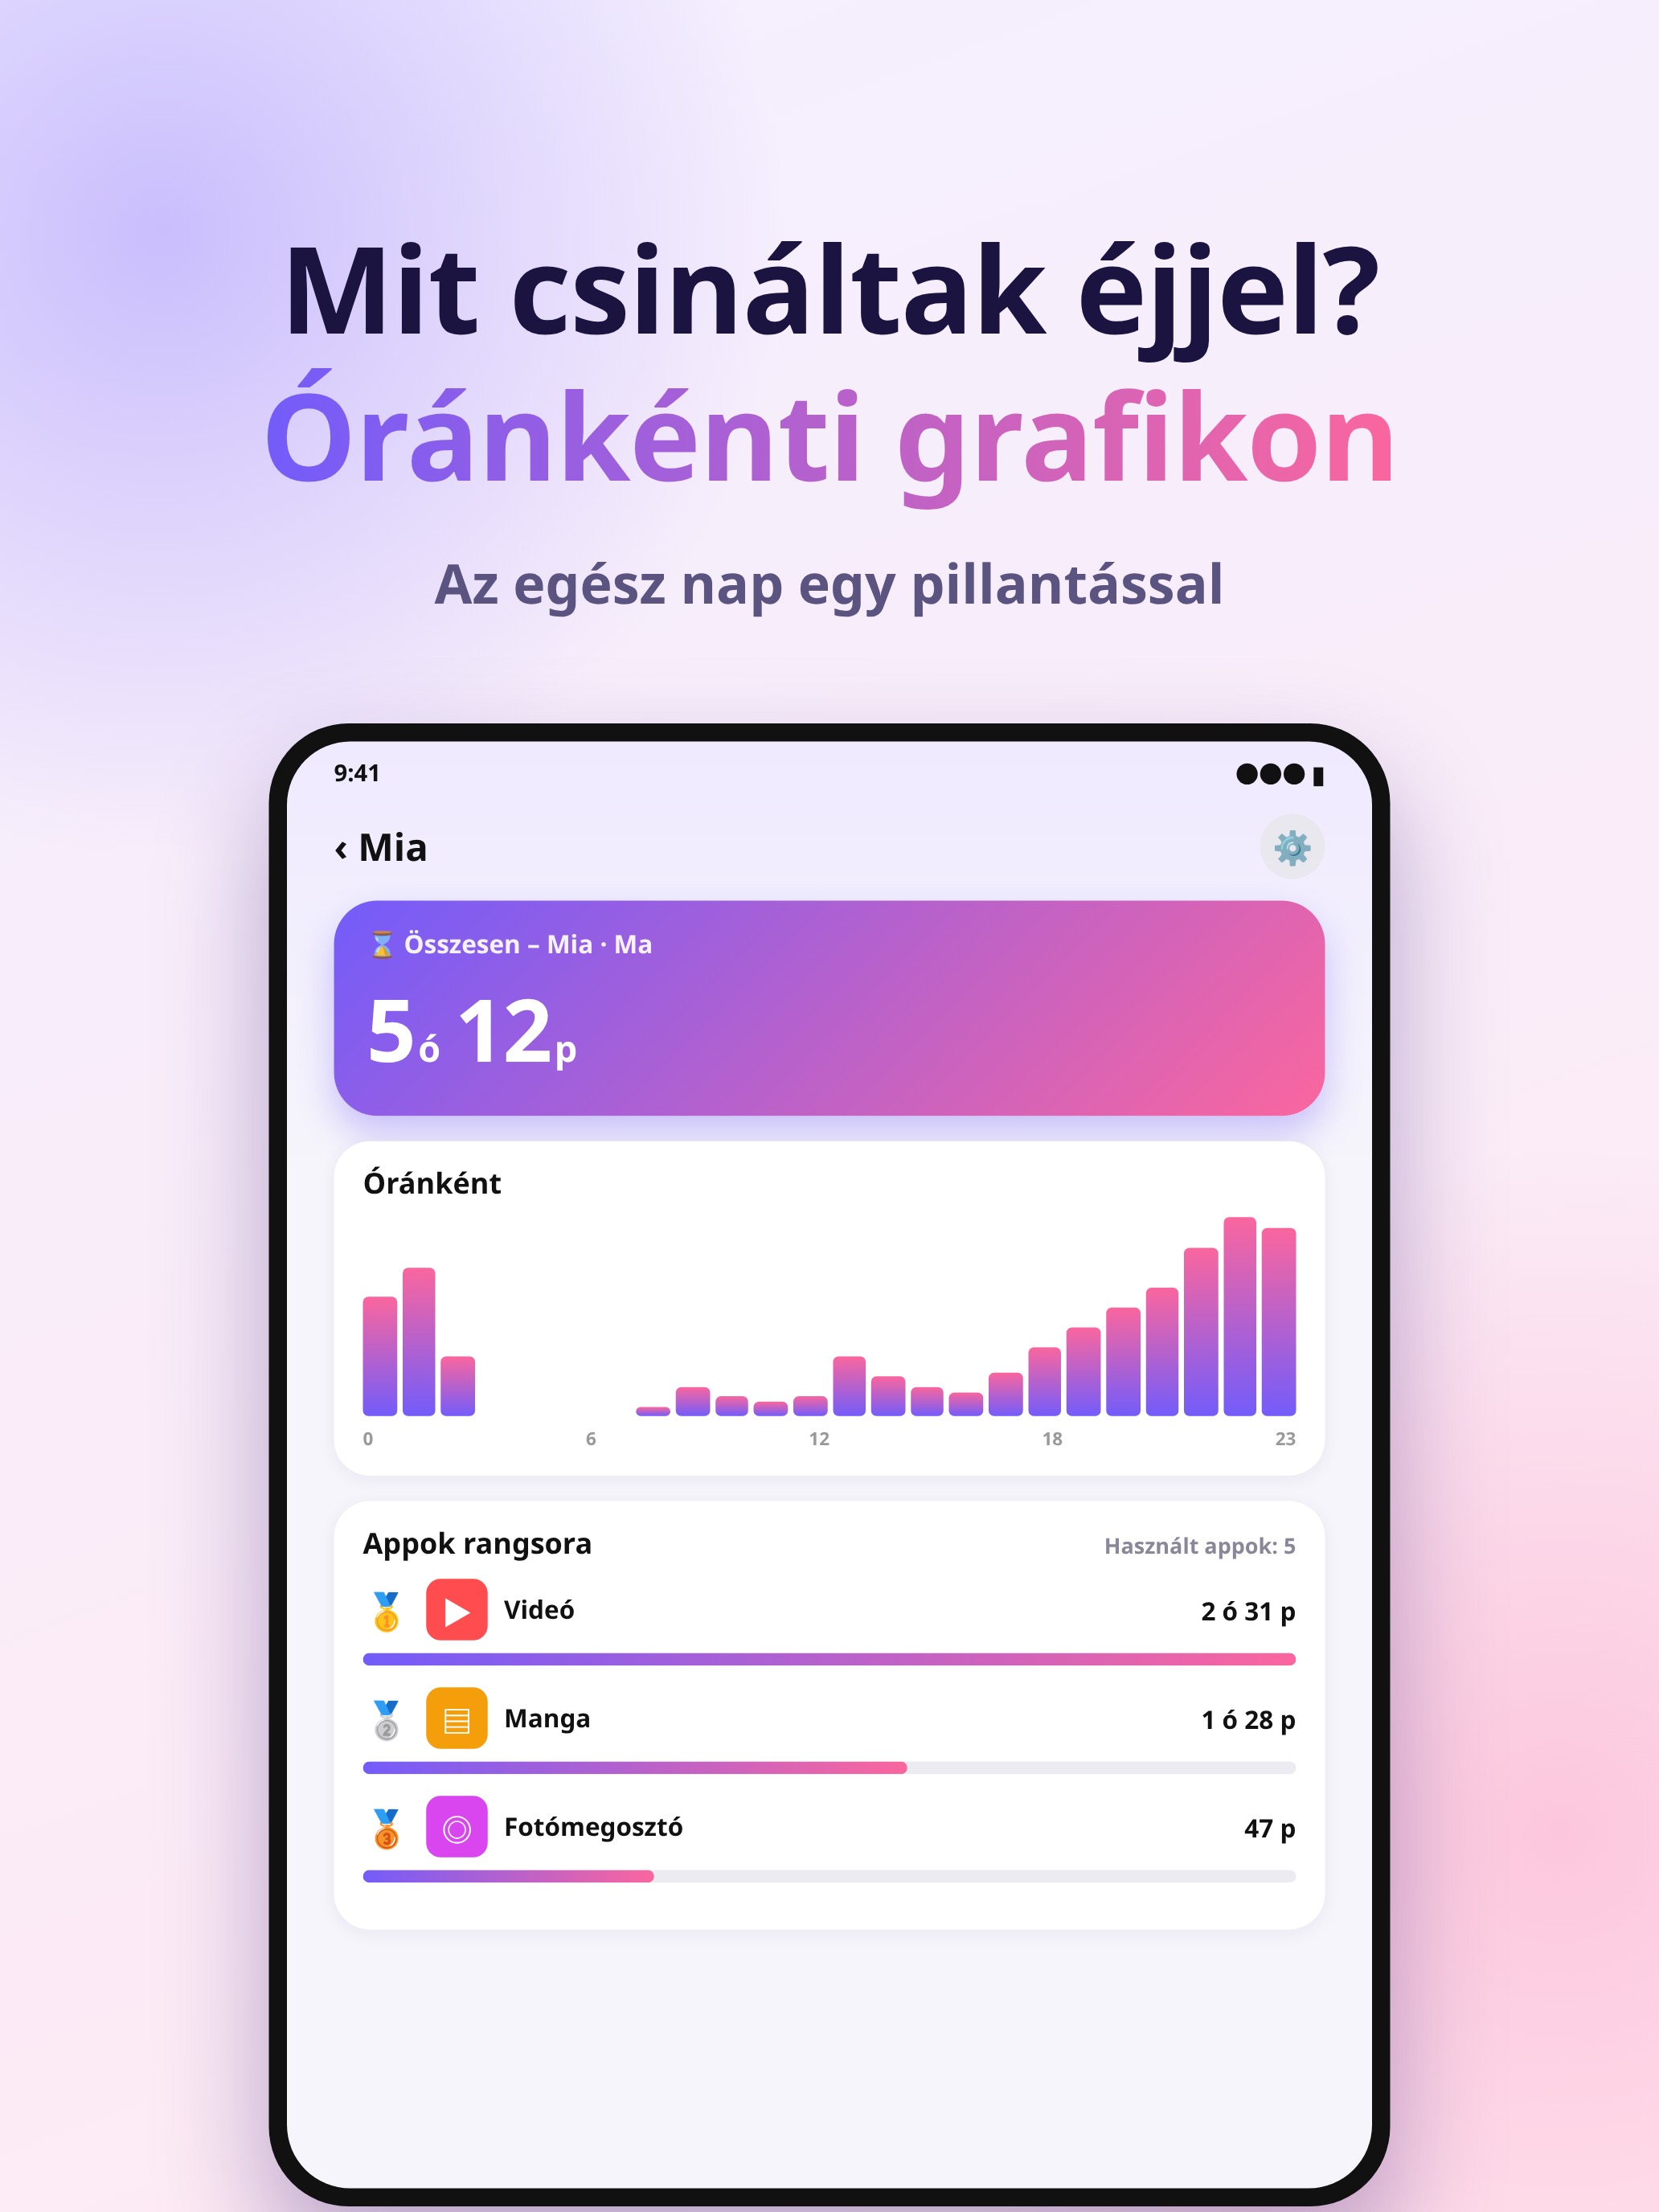 Mit csináltak éjjel?
Óránkénti grafikon
Az egész nap egy pillantással
9:41
‹ Mia
⌛ Összesen – Mia · Ma
5ó 12p
Óránként
0 6 12 18 23
Appok rangsora Használt appok: 5
Videó 2 ó 31 p
Manga 1 ó 28 p
Fotómegosztó 47 p